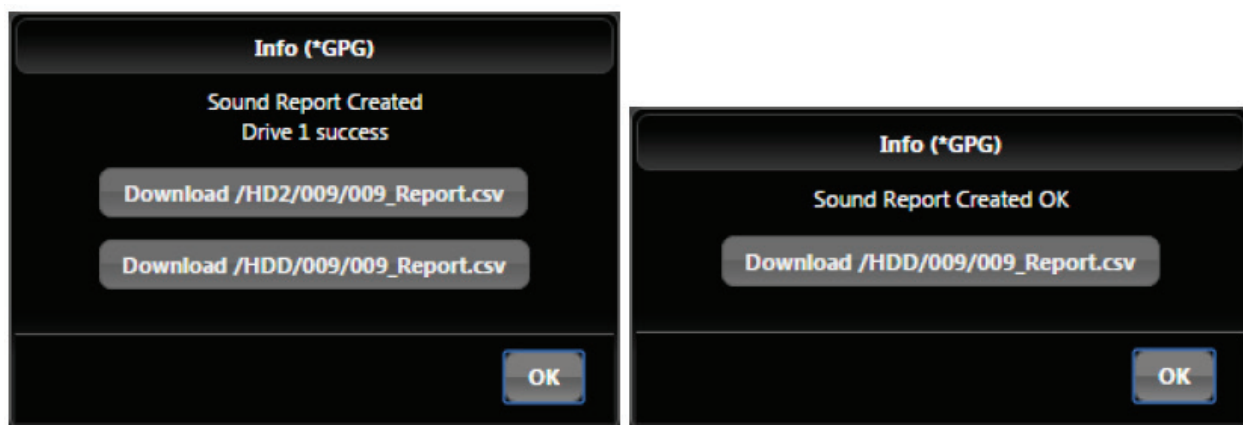 Info (*GPG)
Sound Report Created
Drive 1 success
Download /HD2/009/009_Report.csv
Download /HDD/009/009_Report.csv
OK
Info (*GPG)
Sound Report Created OK
Download /HDD/009/009_Report.csv
OK